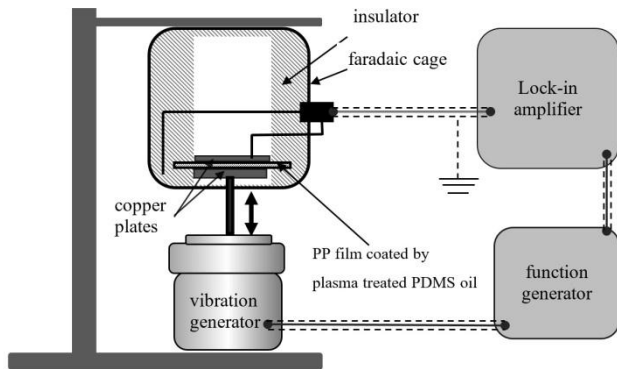 insulator
faradaic cage
Lock-in
amplifier
copper
plates
PP film coated by
plasma treated PDMS oil
vibration
generator
function
generator